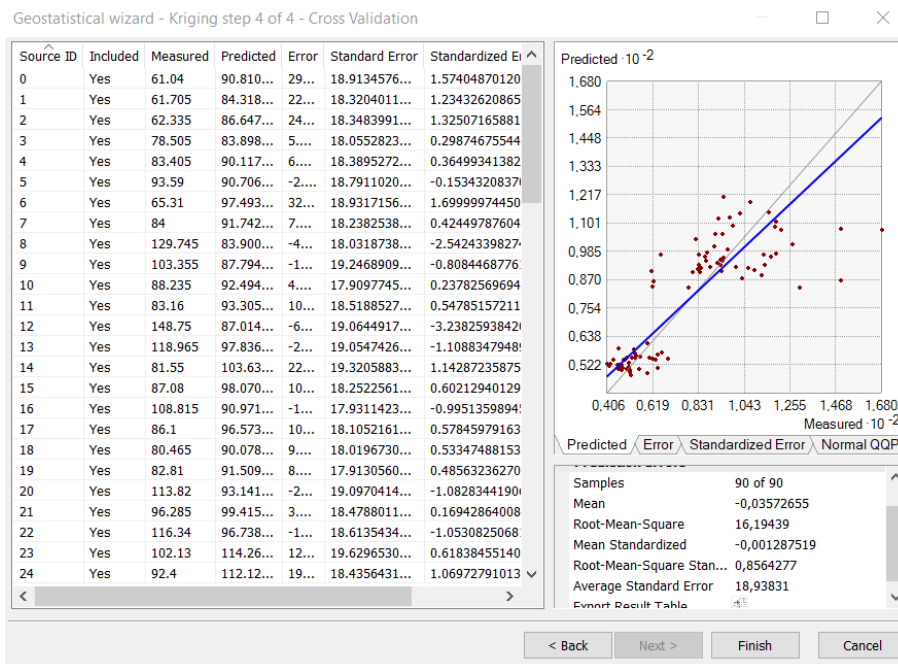 Geostatistical wizard - Kriging step 4 of 4 - Cross Validation
Source ID Included Measured Predicted Error Standard Error Standardized Er
0 Yes 61.04 90.810... 29... 18.9134576... 1.57404870120
1 Yes 61.705 84.318... 22... 18.3204011... 1.23432620865
2 Yes 62.335 86.647... 24... 18.3483991... 1.32507165881
3 Yes 78.505 83.898... 5.... 18.0552823... 0.29874675544
4 Yes 83.405 90.117... 6.... 18.3895272... 0.36499341382
5 Yes 93.59 90.706... -2.... 18.7911020... -0.1534320837
6 Yes 65.31 97.493... 32... 18.9317156... 1.69999974450
7 Yes 84 91.742... 7.... 18.2382538... 0.42449787604
8 Yes 129.745 83.900... -4... 18.0318738... -2.5424339827
9 Yes 103.355 87.794... -1... 19.2468909... -0.8084468776
10 Yes 88.235 92.494... 4.... 17.9097745... 0.23782569694
11 Yes 83.16 93.305... 10... 18.5188527... 0.54785157211
12 Yes 148.75 87.014... -6... 19.0644917... -3.2382593842
13 Yes 118.965 97.836... -2... 19.0547426... -1.1088347948
14 Yes 81.55 103.63... 22... 19.3205883... 1.14287235875
15 Yes 87.08 98.070... 10... 18.2522561... 0.60212940129
16 Yes 108.815 90.971... -1... 17.9311423... -0.9951359894
17 Yes 86.1 96.573... 10... 18.1052161... 0.57845979163
18 Yes 80.465 90.078... 9.... 18.0196730... 0.53347488153
19 Yes 82.81 91.509... 8.... 17.9130560... 0.48563236270
20 Yes 113.82 93.141... -2... 19.0970414... -1.0828344190
21 Yes 96.285 99.415... 3.... 18.4788011... 0.16942864008
22 Yes 116.34 96.738... -1... 18.6135434... -1.0530825068
23 Yes 102.13 114.26... 12... 19.6296530... 0.61838455140
24 Yes 92.4 112.12... 19... 18.4356431... 1.06972791013
Predicted ·10 -2
1,680
1,564
1,448
1,333
1,217
1,101
0,985
0,870
0,754
0,638
0,522
0,406 0,619 0,831 1,043 1,255 1,468 1,680
Measured ·10 -2
Predicted Error Standardized Error Normal QQP
Samples 90 of 90
Mean -0,03572655
Root-Mean-Square 16,19439
Mean Standardized -0,001287519
Root-Mean-Square Stan... 0,8564277
Average Standard Error 18,93831
Export Result Table
< Back Next > Finish Cancel